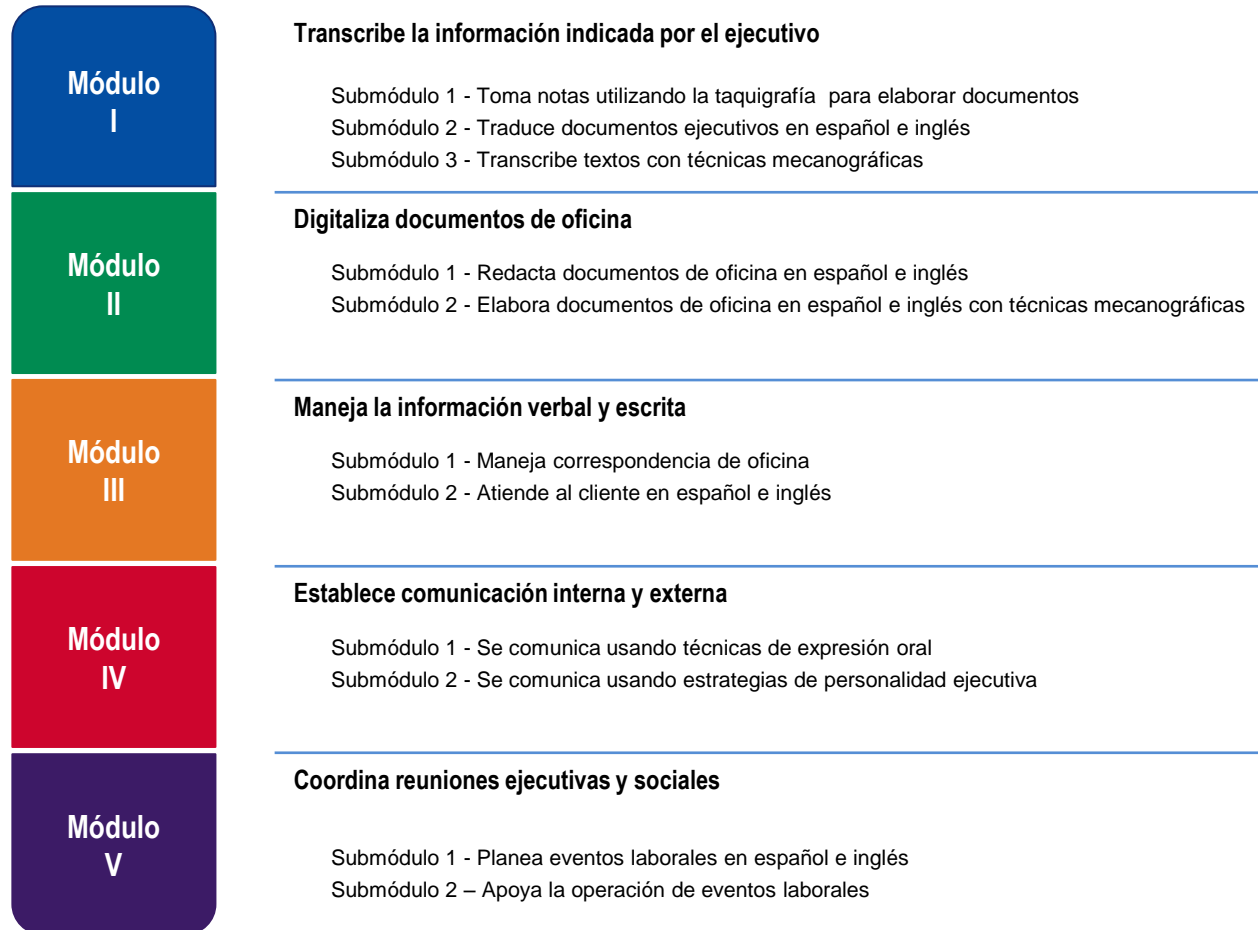 Módulo
I
Transcribe la información indicada por el ejecutivo
Submódulo 1 - Toma notas utilizando la taquigrafía  para elaborar documentos
Submódulo 2 - Traduce documentos ejecutivos en español e inglés
Submódulo 3 - Transcribe textos con técnicas mecanográficas
Módulo
II
Digitaliza documentos de oficina
Submódulo 1 - Redacta documentos de oficina en español e inglés
Submódulo 2 - Elabora documentos de oficina en español e inglés con técnicas mecanográficas
Módulo
III
Maneja la información verbal y escrita
Submódulo 1 - Maneja correspondencia de oficina
Submódulo 2 - Atiende al cliente en español e inglés
Módulo
IV
Establece comunicación interna y externa
Submódulo 1 - Se comunica usando técnicas de expresión oral
Submódulo 2 - Se comunica usando estrategias de personalidad ejecutiva
Módulo
V
Coordina reuniones ejecutivas y sociales
Submódulo 1 - Planea eventos laborales en español e inglés
Submódulo 2 – Apoya la operación de eventos laborales